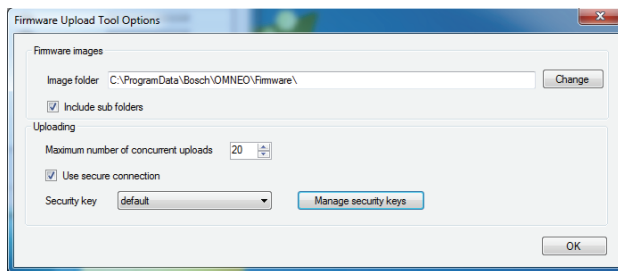 Firmware Upload Tool Options
Firmware images
Image folder C:\ProgramData\Bosch\OMNEO\Firmware\ Change
Include sub folders
Uploading
Maximum number of concurrent uploads 20
Use secure connection
Security key default Manage security keys
OK